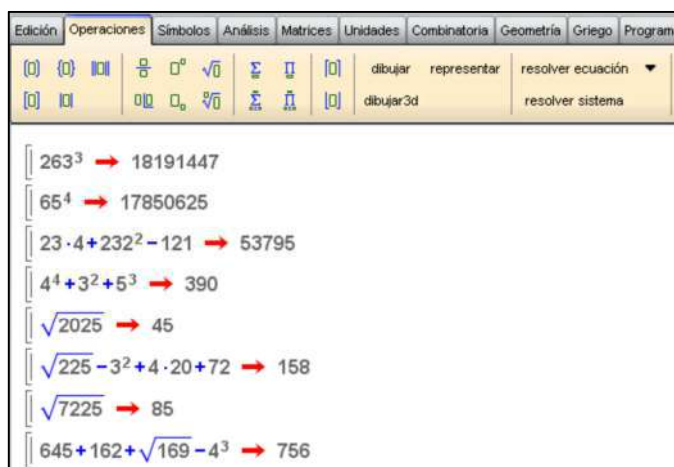 Edición Operaciones Símbolos Análisis Matrices Unidades Combinatoria Geometría Griego Program
dibujar representar resolver ecuación
dibujar3d resolver sistema
263³ → 18191447
65⁴ → 17850625
23·4+232²−121 → 53795
4⁴+3²+5³ → 390
√2025 → 45
√225−3²+4·20+72 → 158
√7225 → 85
645+162+√169−4³ → 756